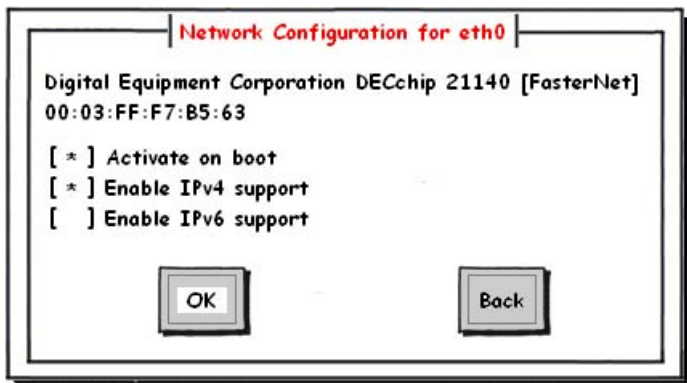 Network Configuration for eth0
Digital Equipment Corporation DECchip 21140 [FasterNet]
00:03:FF:F7:B5:63
[ * ] Activate on boot
[ * ] Enable IPv4 support
[   ] Enable IPv6 support
OK Back